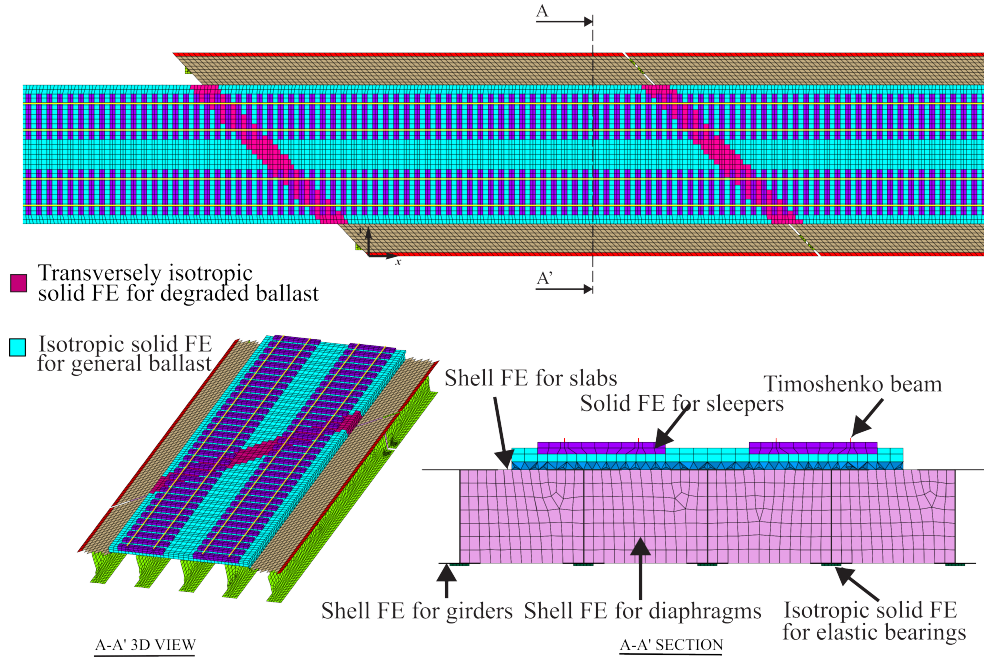 A
y
x
A'
Transversely isotropic
solid FE for degraded ballast
Isotropic solid FE
for general ballast
Shell FE for slabs
Solid FE for sleepers
Timoshenko beam
Shell FE for girders
Shell FE for diaphragms
Isotropic solid FE
for elastic bearings
A-A' 3D VIEW
A-A' SECTION